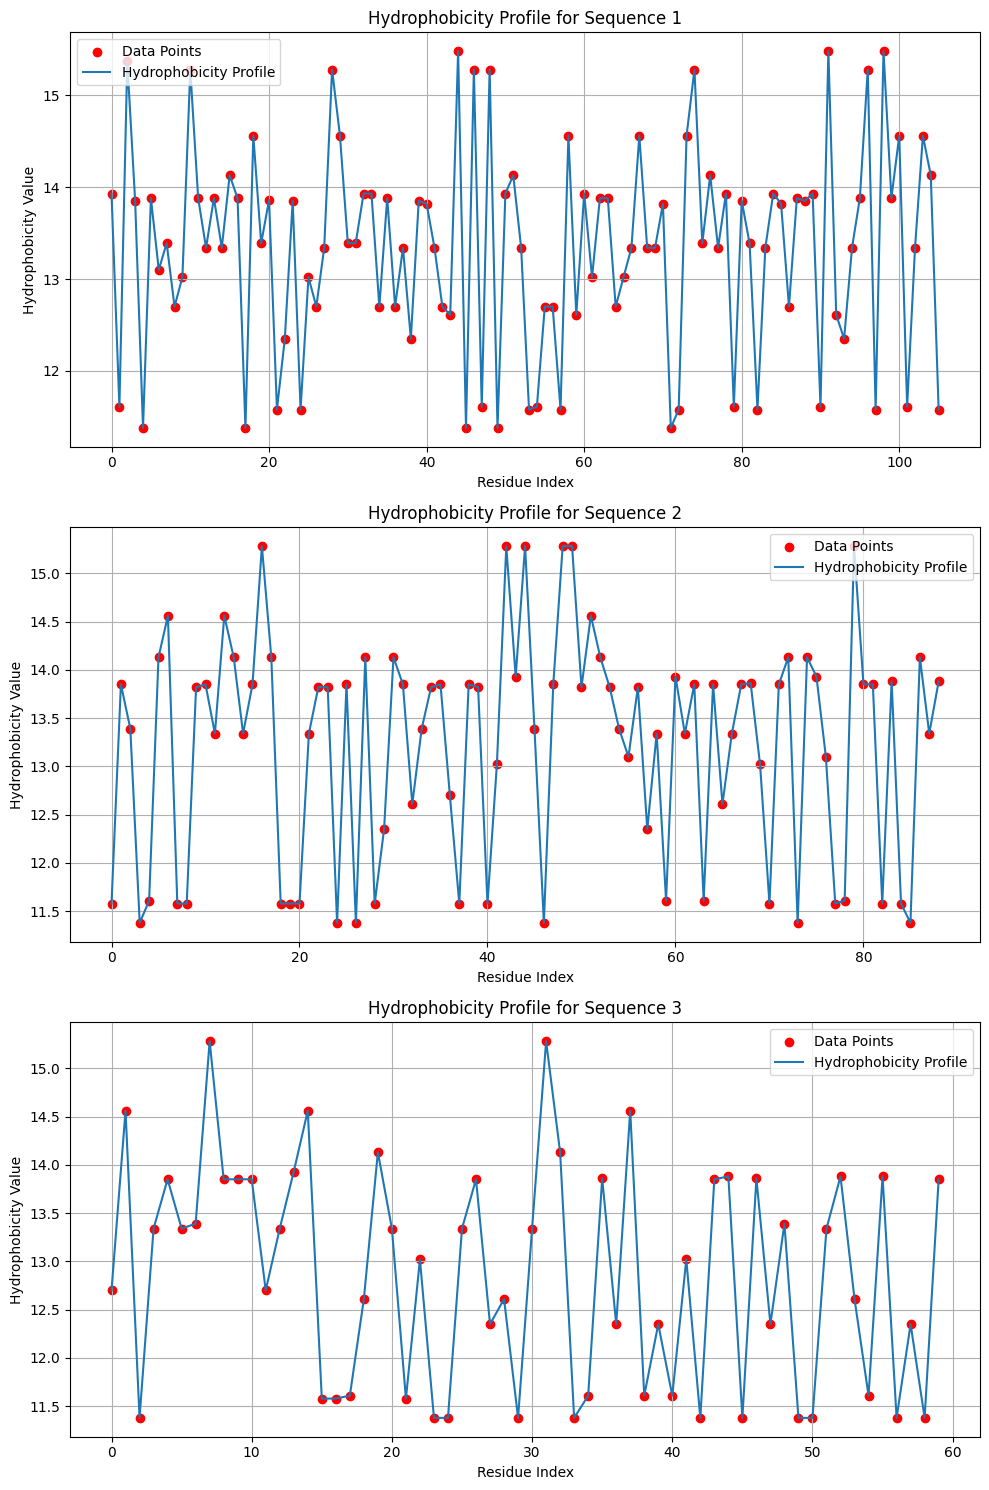 Hydrophobicity Profile for Sequence 1
Data Points
Hydrophobicity Profile
Hydrophobicity Value
15
14
13
12
0
20
40
60
80
100
Residue Index
Hydrophobicity Profile for Sequence 2
Data Points
Hydrophobicity Profile
Hydrophobicity Value
15.0
14.5
14.0
13.5
13.0
12.5
12.0
11.5
0
20
40
60
80
Residue Index
Hydrophobicity Profile for Sequence 3
Data Points
Hydrophobicity Profile
Hydrophobicity Value
15.0
14.5
14.0
13.5
13.0
12.5
12.0
11.5
0
10
20
30
40
50
60
Residue Index